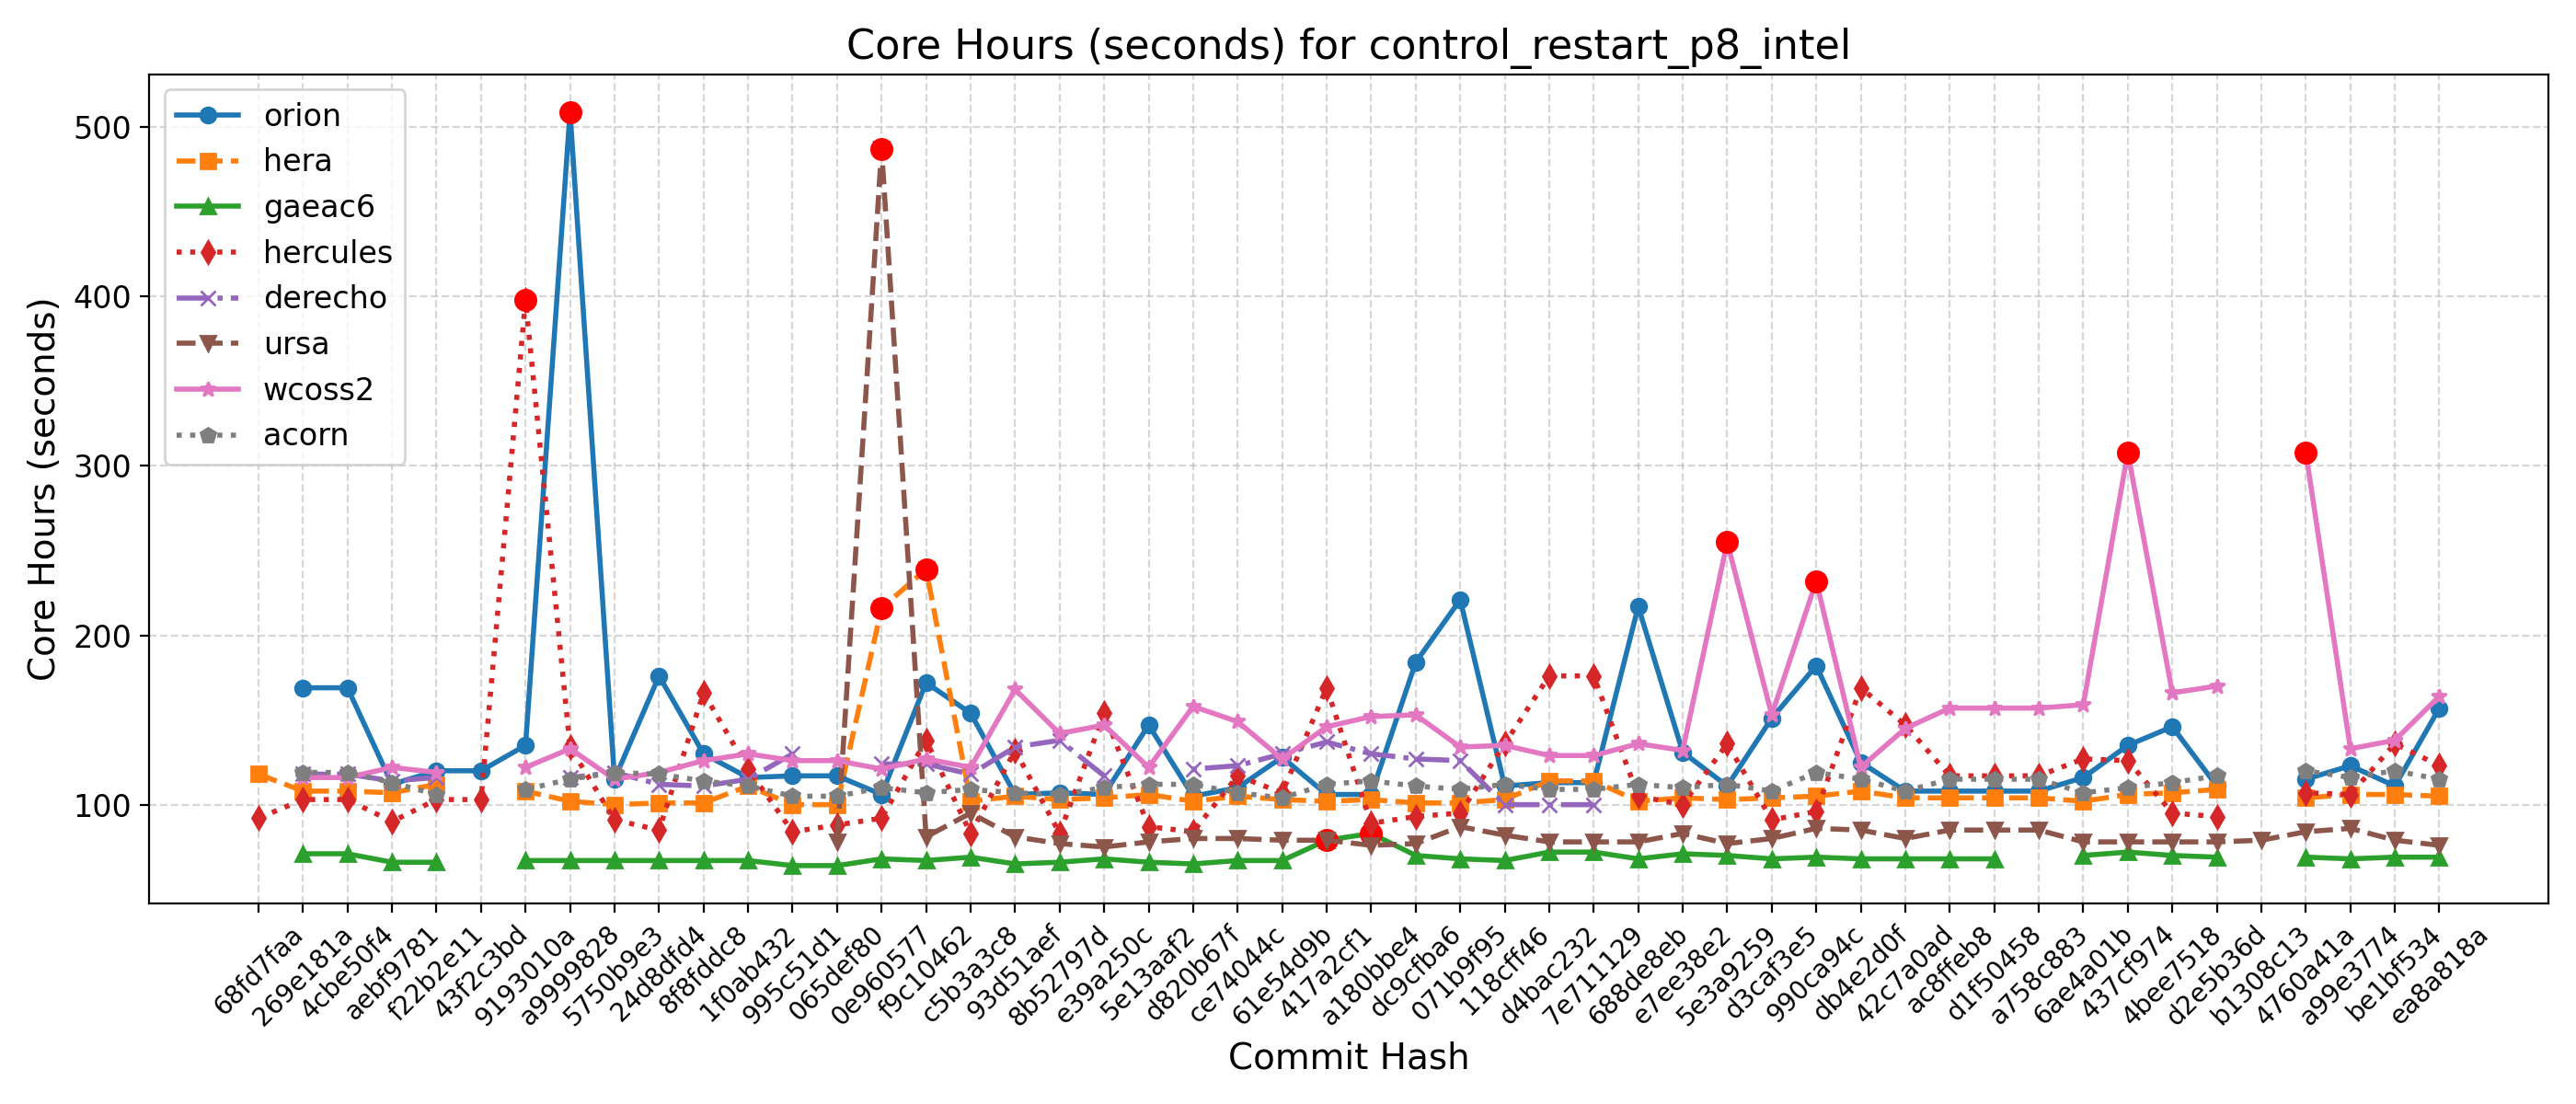 Core Hours (seconds) for control_restart_p8_intel
Core Hours (seconds)
500
400
300
200
100
orion
hera
gaeac6
hercules
derecho
ursa
wcoss2
acorn
68fd7faa
269e181a
4cbe50f4
aebf9781
f22b2e11
43f2c3bd
9193010a
a9999828
5750b9e3
24d8dfd4
8f8fddc8
1f0ab432
995c51d1
065def80
0e960577
f9c10462
c5b3a3c8
93d51aef
8b52797d
e39a250c
5e13aaf2
d820b67f
ce74044c
61e54d9b
417a2cf1
a180bbe4
dc9cfba6
071b9f95
118cff46
d4bac232
7e711129
688de8eb
e7ee38e2
5e3a9259
d3caf3e5
990ca94c
db4e2d0f
42c7a0ad
ac8ffeb8
d1f50458
a758c883
6ae4a01b
437cf974
4bee7518
d2e5b36d
b1308c13
4760a41a
a99e3774
be1bf534
ea8a818a
Commit Hash